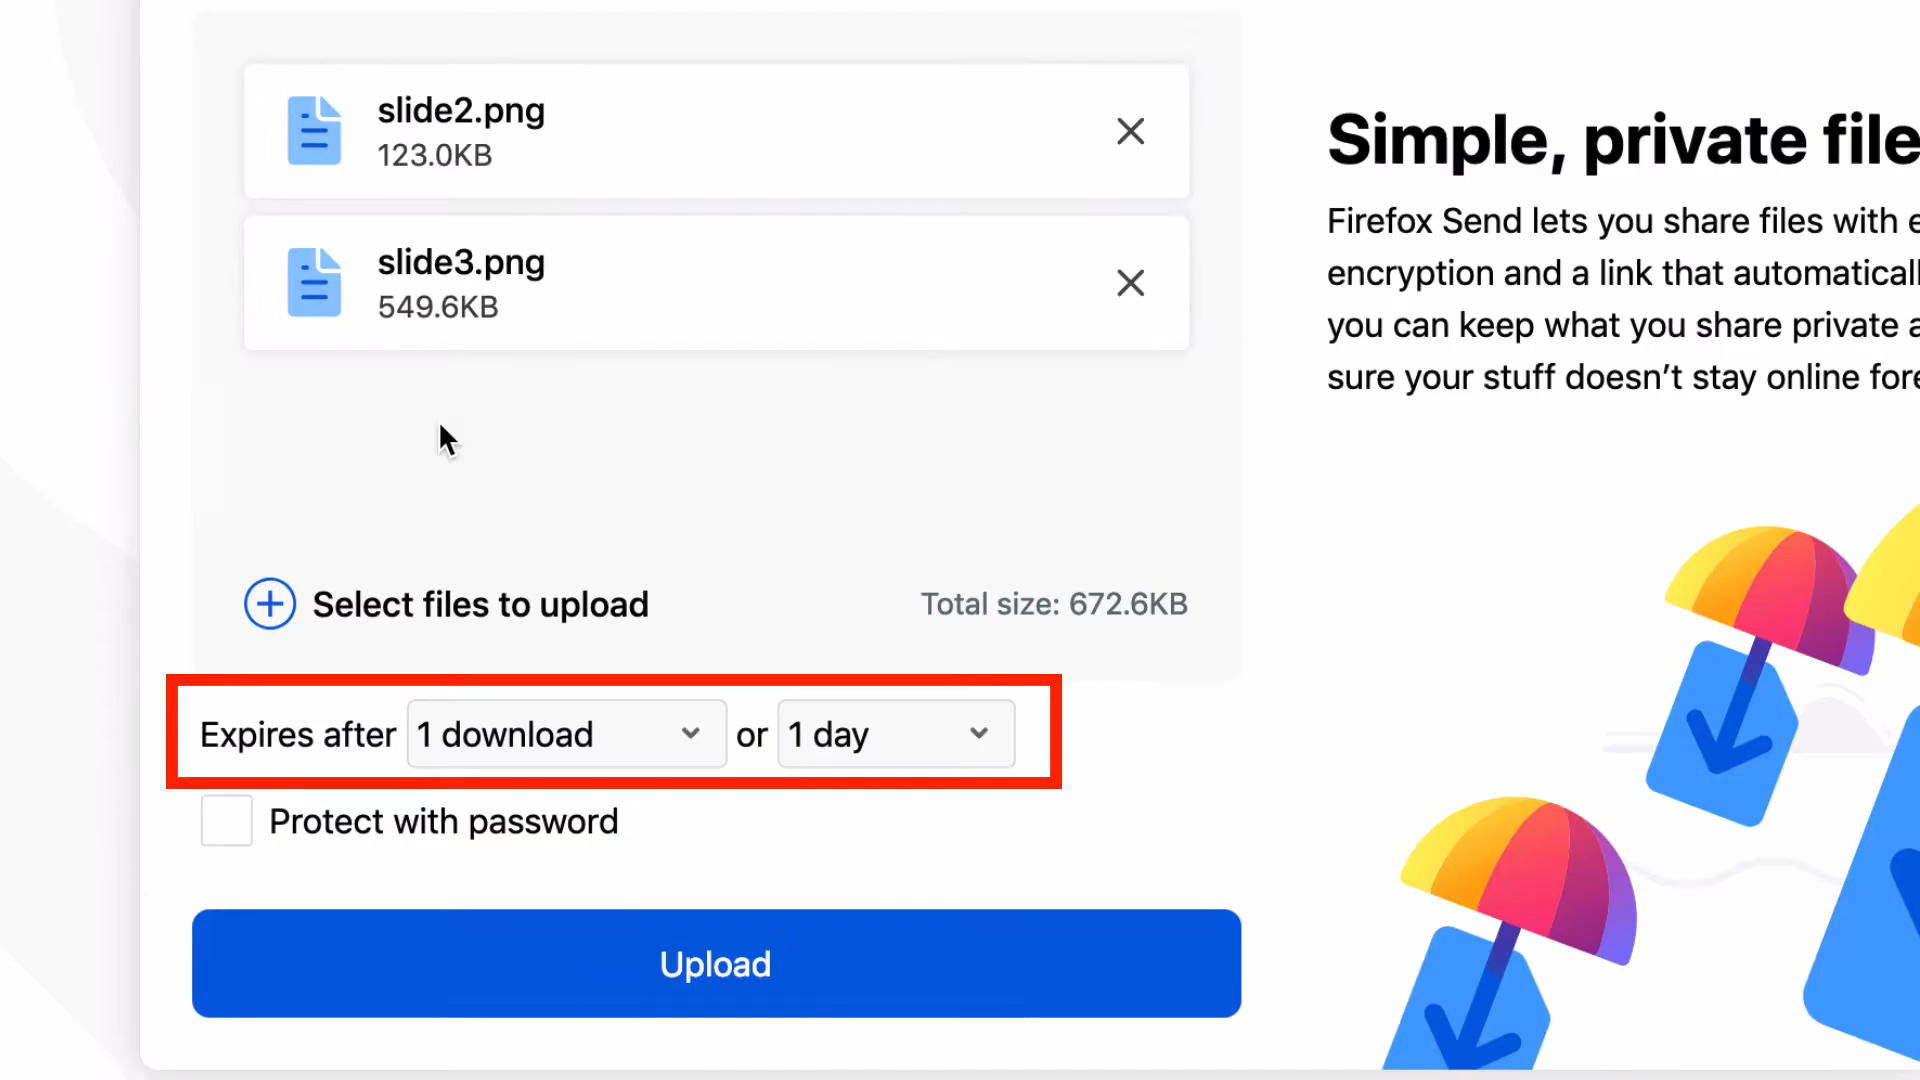 slide2.png
123.0KB
slide3.png
549.6KB
Select files to upload
Total size: 672.6KB
Expires after 1 download or 1 day
Protect with password
Upload
Simple, private file
Firefox Send lets you share files with
encryption and a link that
you can keep what you share private
sure your stuff doesn’t stay online